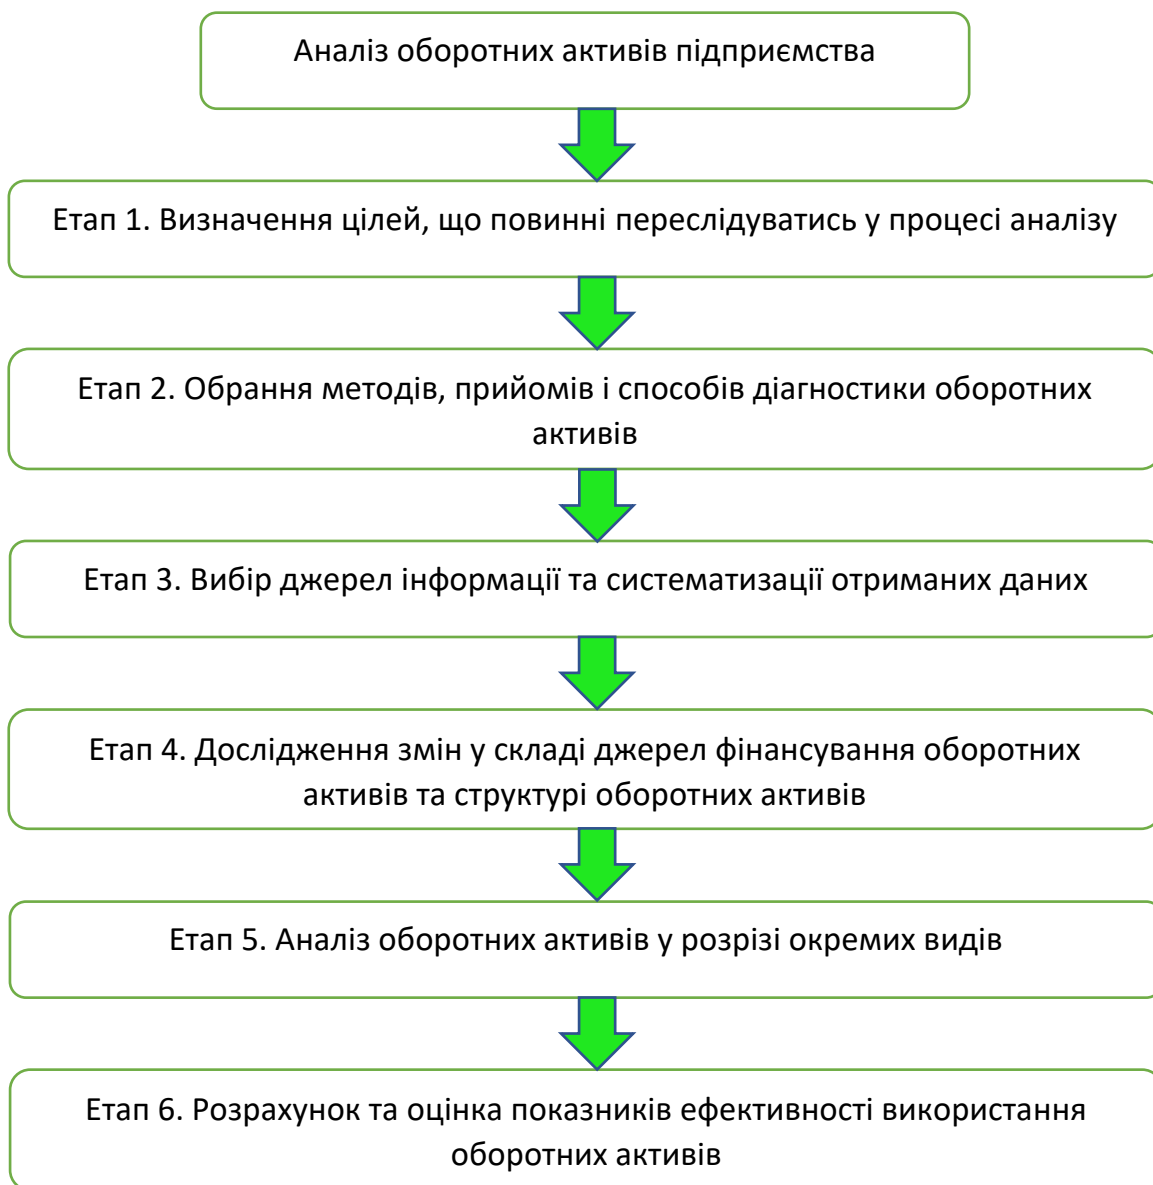 Аналіз оборотних активів підприємства
Етап 1. Визначення цілей, що повинні переслідуватись у процесі аналізу
Етап 2. Обрання методів, прийомів і способів діагностики оборотних
активів
Етап 3. Вибір джерел інформації та систематизації отриманих даних
Етап 4. Дослідження змін у складі джерел фінансування оборотних
активів та структурі оборотних активів
Етап 5. Аналіз оборотних активів у розрізі окремих видів
Етап 6. Розрахунок та оцінка показників ефективності використання
оборотних активів